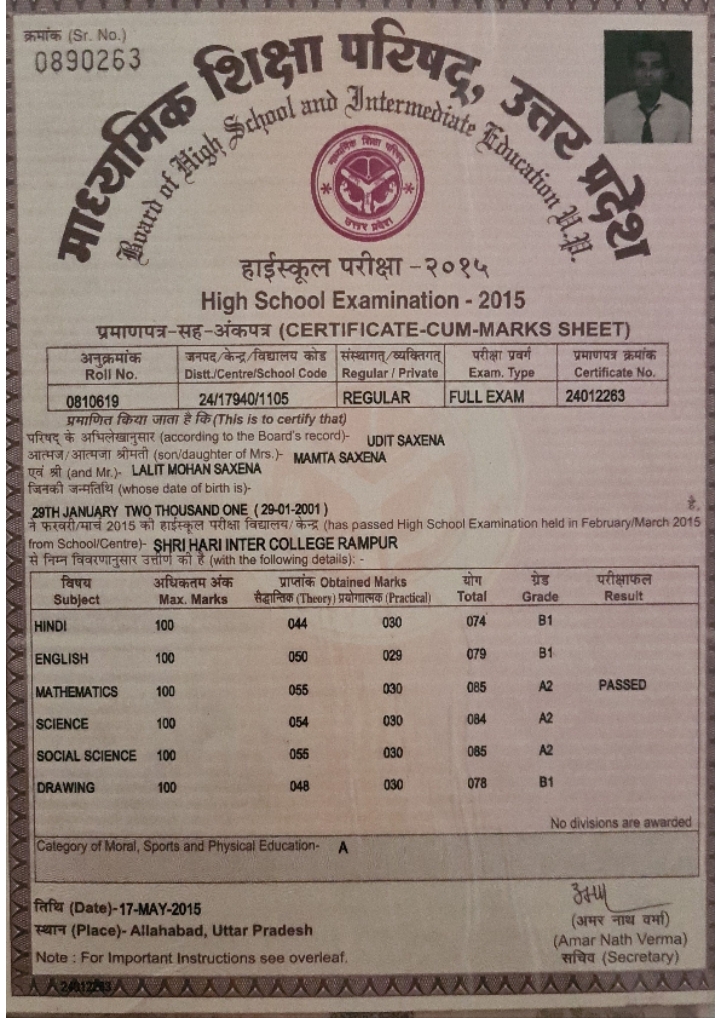 क्रमांक (Sr. No.)
0890263
माध्यमिक शिक्षा परिषद्, उत्तर प्रदेश
Board of High School and Intermediate Education U.P.
माध्यमिक शिक्षा परिषद
उत्तर प्रदेश
हाईस्कूल परीक्षा -२०१५
High School Examination - 2015
प्रमाणपत्र-सह-अंकपत्र (CERTIFICATE-CUM-MARKS SHEET)
अनुक्रमांक जनपद/केन्द्र/विद्यालय कोड संस्थागत/व्यक्तिगत परीक्षा प्रवर्ग प्रमाणपत्र क्रमांक
Roll No. Distt./Centre/School Code Regular / Private Exam. Type Certificate No.
0810619 24/17940/1105 REGULAR FULL EXAM 24012263
प्रमाणित किया जाता है कि (This is to certify that)
परिषद के अभिलेखानुसार (according to the Board's record)- UDIT SAXENA
आत्मज/आत्मजा श्रीमती (son/daughter of Mrs.)- MAMTA SAXENA
एवं श्री (and Mr.)- LALIT MOHAN SAXENA
जिनकी जन्मतिथि (whose date of birth is)-
29TH JANUARY TWO THOUSAND ONE ( 29-01-2001 ) है,
ने फरवरी/मार्च 2015 की हाईस्कूल परीक्षा विद्यालय/केन्द्र (has passed High School Examination held in February/March 2015
from School/Centre)- SHRI HARI INTER COLLEGE RAMPUR
से निम्न विवरणानुसार उत्तीर्ण की है (with the following details): -
विषय अधिकतम अंक प्राप्तांक Obtained Marks योग ग्रेड परीक्षाफल
Subject Max. Marks सैद्धान्तिक (Theory) प्रयोगात्मक (Practical) Total Grade Result
HINDI 100 044 030 074 B1
ENGLISH 100 050 029 079 B1
MATHEMATICS 100 055 030 085 A2 PASSED
SCIENCE 100 054 030 084 A2
SOCIAL SCIENCE 100 055 030 085 A2
DRAWING 100 048 030 078 B1
No divisions are awarded
Category of Moral, Sports and Physical Education- A
तिथि (Date)- 17-MAY-2015
स्थान (Place)- Allahabad, Uttar Pradesh
(अमर नाथ वर्मा)
(Amar Nath Verma)
सचिव (Secretary)
Note : For Important Instructions see overleaf.
24012263